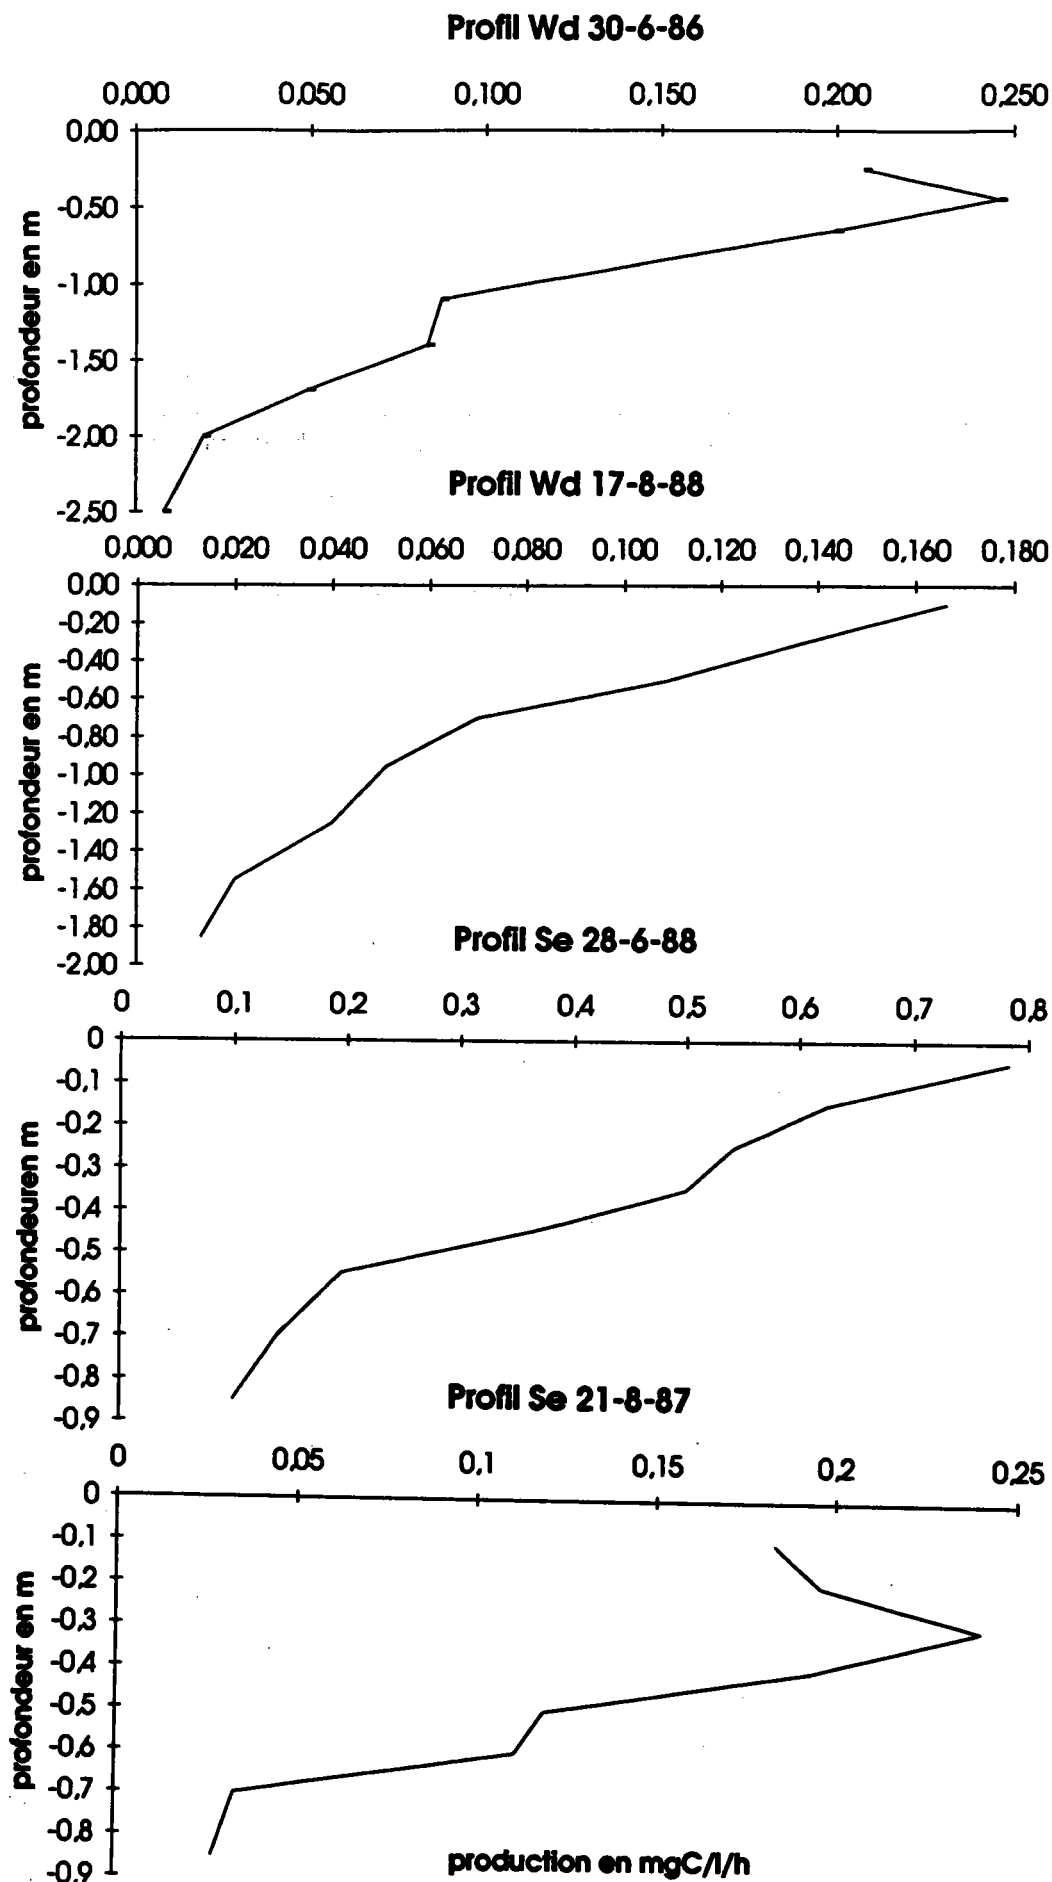 Profil Wd 30-6-86
0,000 0,050 0,100 0,150 0,200 0,250
0,00
-0,50
-1,00
-1,50
-2,00
-2,50
profondeur en m
Profil Wd 17-8-88
0,000 0,020 0,040 0,060 0,080 0,100 0,120 0,140 0,160 0,180
0,00
-0,20
-0,40
-0,60
-0,80
-1,00
-1,20
-1,40
-1,60
-1,80
-2,00
profondeur en m
Profil Se 28-6-88
0 0,1 0,2 0,3 0,4 0,5 0,6 0,7 0,8
0
-0,1
-0,2
-0,3
-0,4
-0,5
-0,6
-0,7
-0,8
-0,9
profondeuren m
Profil Se 21-8-87
0 0,05 0,1 0,15 0,2 0,25
0
-0,1
-0,2
-0,3
-0,4
-0,5
-0,6
-0,7
-0,8
-0,9
profondeur en m
production en mgC/l/h